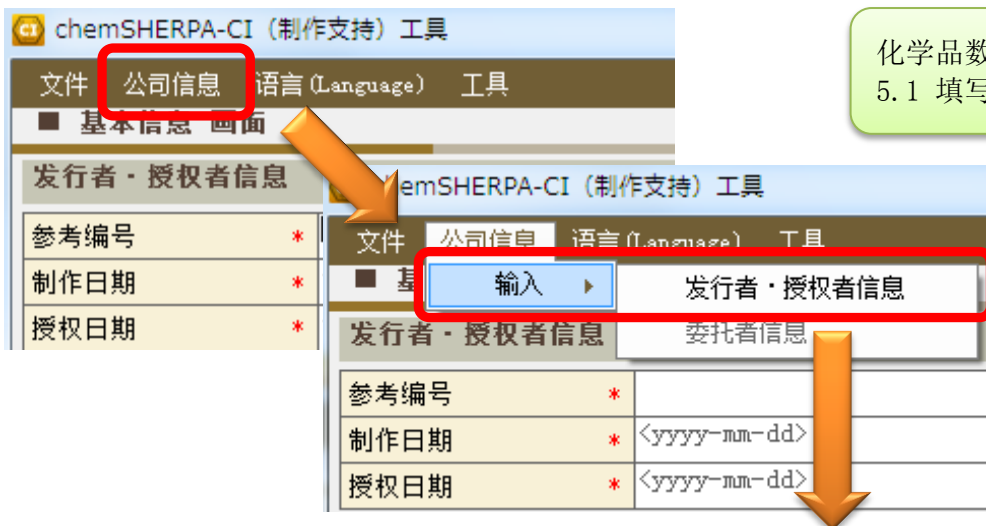 chemSHERPA-CI（制作支持）工具
文件 公司信息 语言(Language) 工具
■ 基本信息 画面
发行者・授权者信息
参考编号 *
制作日期 *
授权日期 *
化学品数
5.1 填写
emSHERPA-CI（制作支持）工具
文件 公司信息 语言(Language) 工具
■ 基
输入 ▶ 发行者・授权者信息
委托者信息
发行者・授权者信息
参考编号 *
制作日期 * <yyyy-mm-dd>
授权日期 * <yyyy-mm-dd>